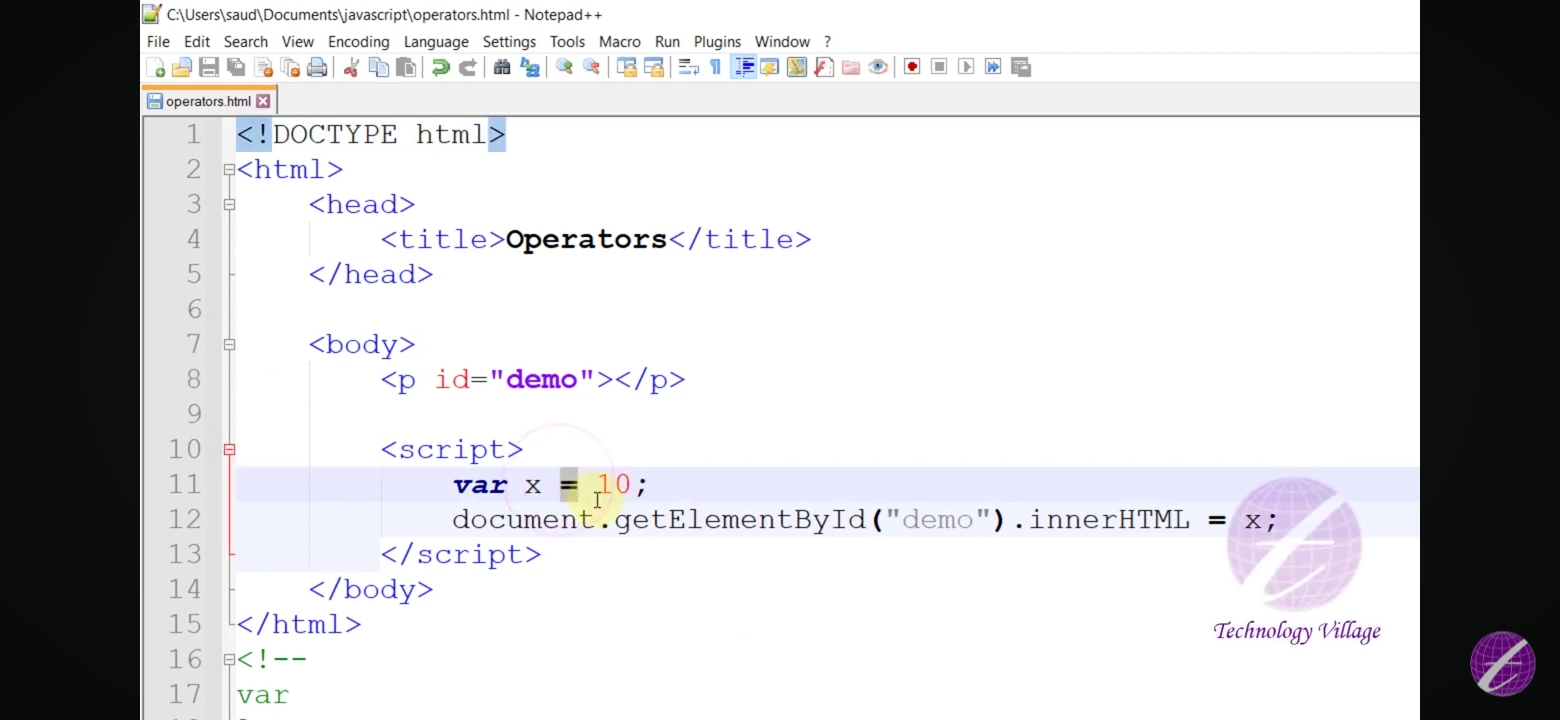 C:\Users\saud\Documents\javascript\operators.html - Notepad++
File Edit Search View Encoding Language Settings Tools Macro Run Plugins Window ?
operators.html
1 <!DOCTYPE html>
2 <html>
3 <head>
4 <title>Operators</title>
5 </head>
6
7 <body>
8 <p id="demo"></p>
9
10 <script>
11 var x = 10;
12 document.getElementById("demo").innerHTML = x;
13 </script>
14 </body>
15 </html>
16 <!--
17 var
Technology Village